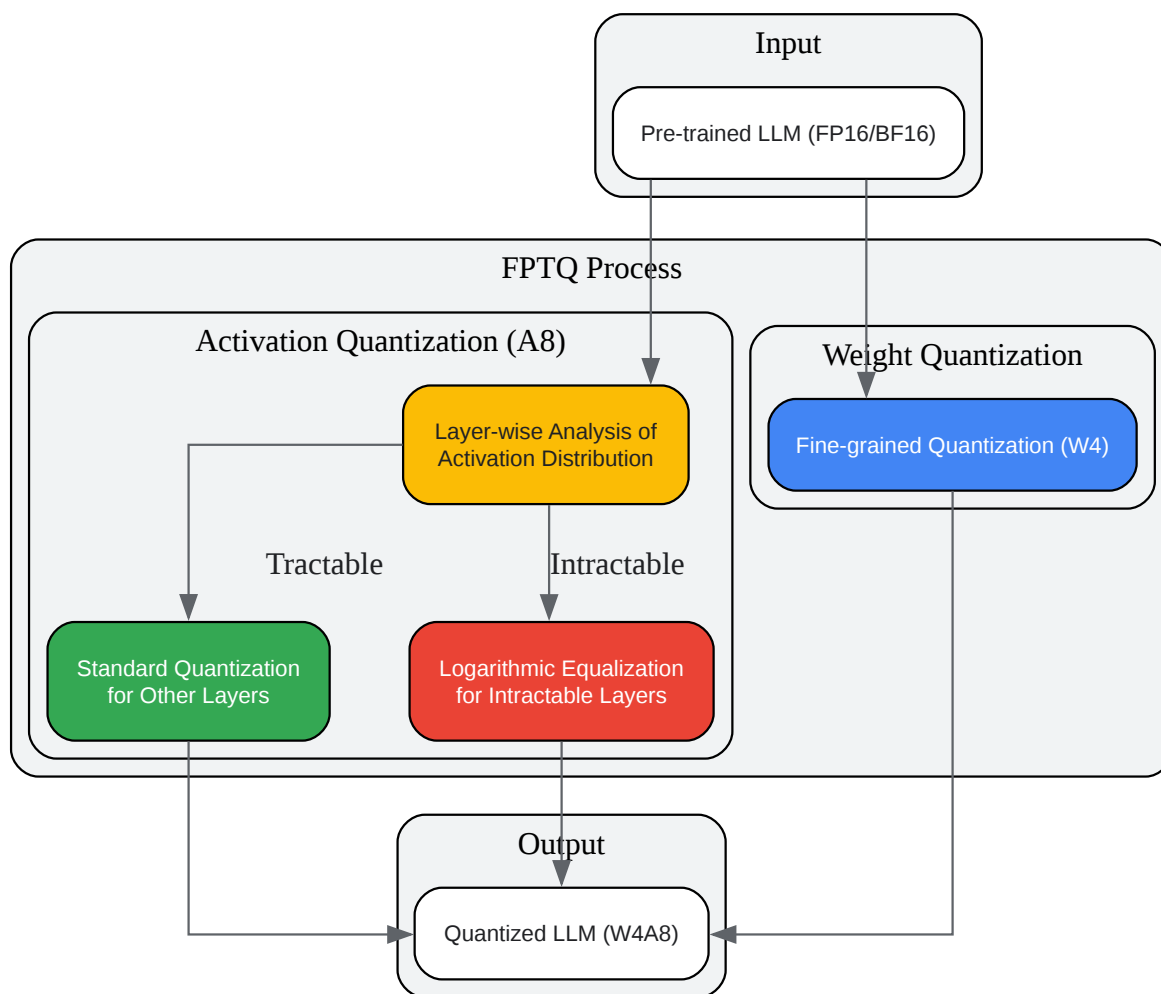 Input
Pre-trained LLM (FP16/BF16)
FPTQ Process
Activation Quantization (A8)
Weight Quantization
Layer-wise Analysis of
Activation Distribution
Fine-grained Quantization (W4)
Tractable
Intractable
Standard Quantization
for Other Layers
Logarithmic Equalization
for Intractable Layers
Output
Quantized LLM (W4A8)